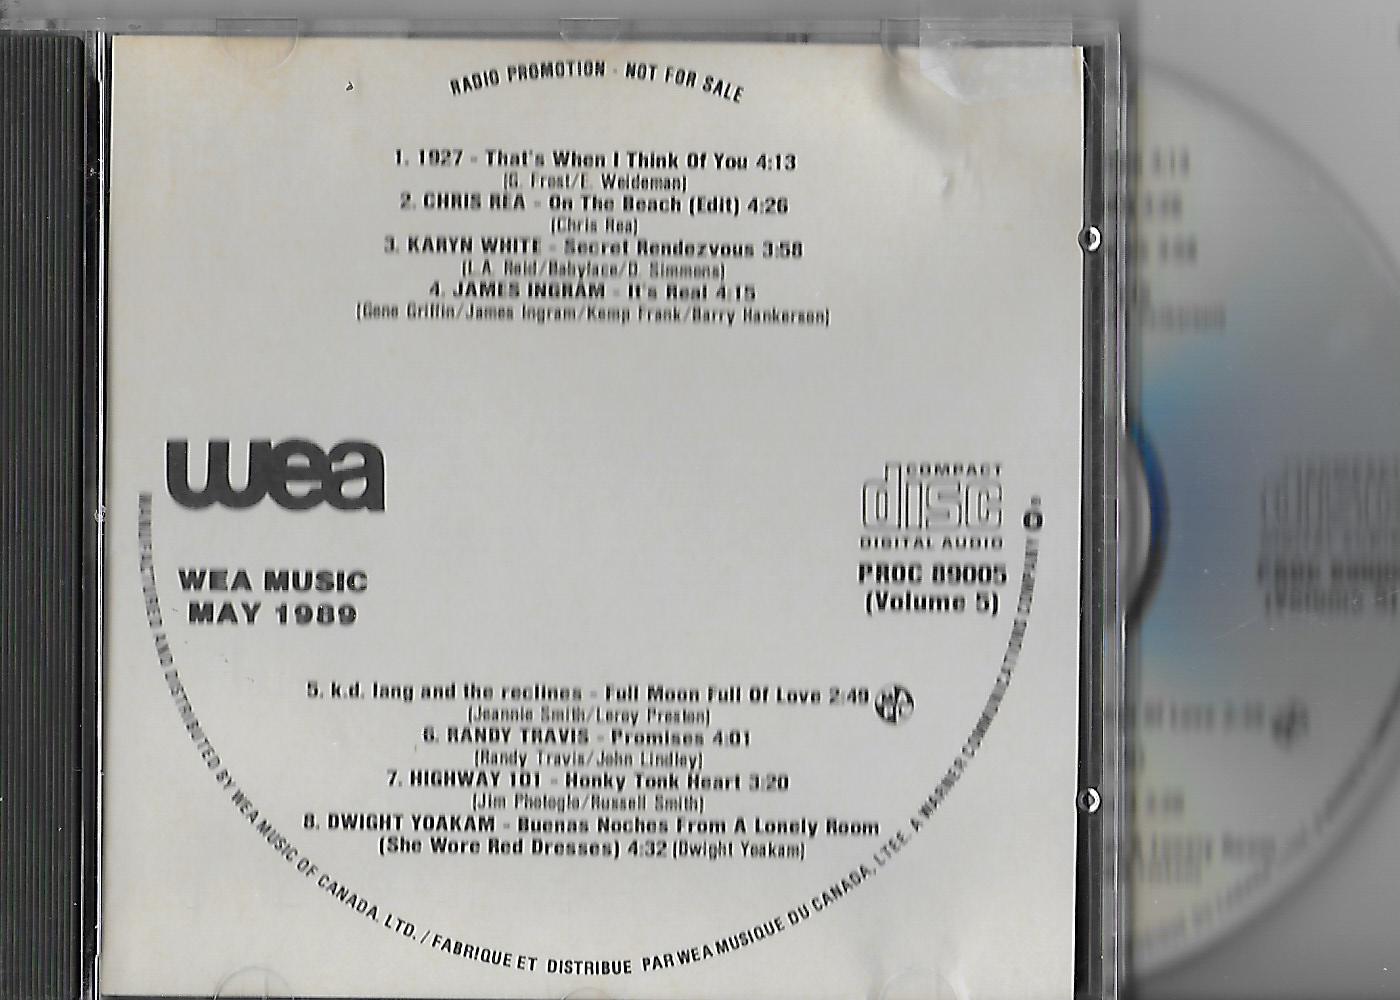 RADIO PROMOTION - NOT FOR SALE
1. 1927 - That's When I Think Of You 4:13
(G. Frost/E. Weideman)
2. CHRIS REA - On The Beach (Edit) 4:26
(Chris Rea)
3. KARYN WHITE - Secret Rendezvous 3:58
(L.A. Reid/Babyface/D. Simmons)
4. JAMES INGRAM - It's Real 4:15
(Gene Griffin/James Ingram/Kemp Frank/Barry Hankerson)
wea
WEA MUSIC
MAY 1989
COMPACT
disc
DIGITAL AUDIO
PROC 89005
(Volume 5)
5. k.d. lang and the reclines - Full Moon Full Of Love 2:49
(Jeannie Smith/Leroy Preston)
6. RANDY TRAVIS - Promises 4:01
(Randy Travis/John Lindley)
7. HIGHWAY 101 - Honky Tonk Heart 3:20
(Jim Photoglo/Russell Smith)
8. DWIGHT YOAKAM - Buenas Noches From A Lonely Room
(She Wore Red Dresses) 4:32 (Dwight Yoakam)
MANUFACTURED AND DISTRIBUTED BY WEA MUSIC OF CANADA, LTD. / FABRIQUE ET DISTRIBUE PAR WEA MUSIQUE DU CANADA, LTEE. A WARNER COMMUNICATIONS COMPANY